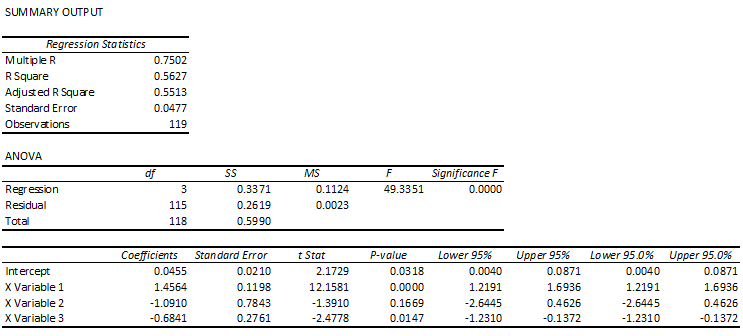 SUMMARY OUTPUT
Regression Statistics
Multiple R 0.7502
R Square 0.5627
Adjusted R Square 0.5513
Standard Error 0.0477
Observations 119
ANOVA
df SS MS F Significance F
Regression 3 0.3371 0.1124 49.3351 0.0000
Residual 115 0.2619 0.0023
Total 118 0.5990
Coefficients Standard Error t Stat P-value Lower 95% Upper 95% Lower 95.0% Upper 95.0%
Intercept 0.0455 0.0210 2.1729 0.0318 0.0040 0.0871 0.0040 0.0871
X Variable 1 1.4564 0.1198 12.1581 0.0000 1.2191 1.6936 1.2191 1.6936
X Variable 2 -1.0910 0.7843 -1.3910 0.1669 -2.6445 0.4626 -2.6445 0.4626
X Variable 3 -0.6841 0.2761 -2.4778 0.0147 -1.2310 -0.1372 -1.2310 -0.1372